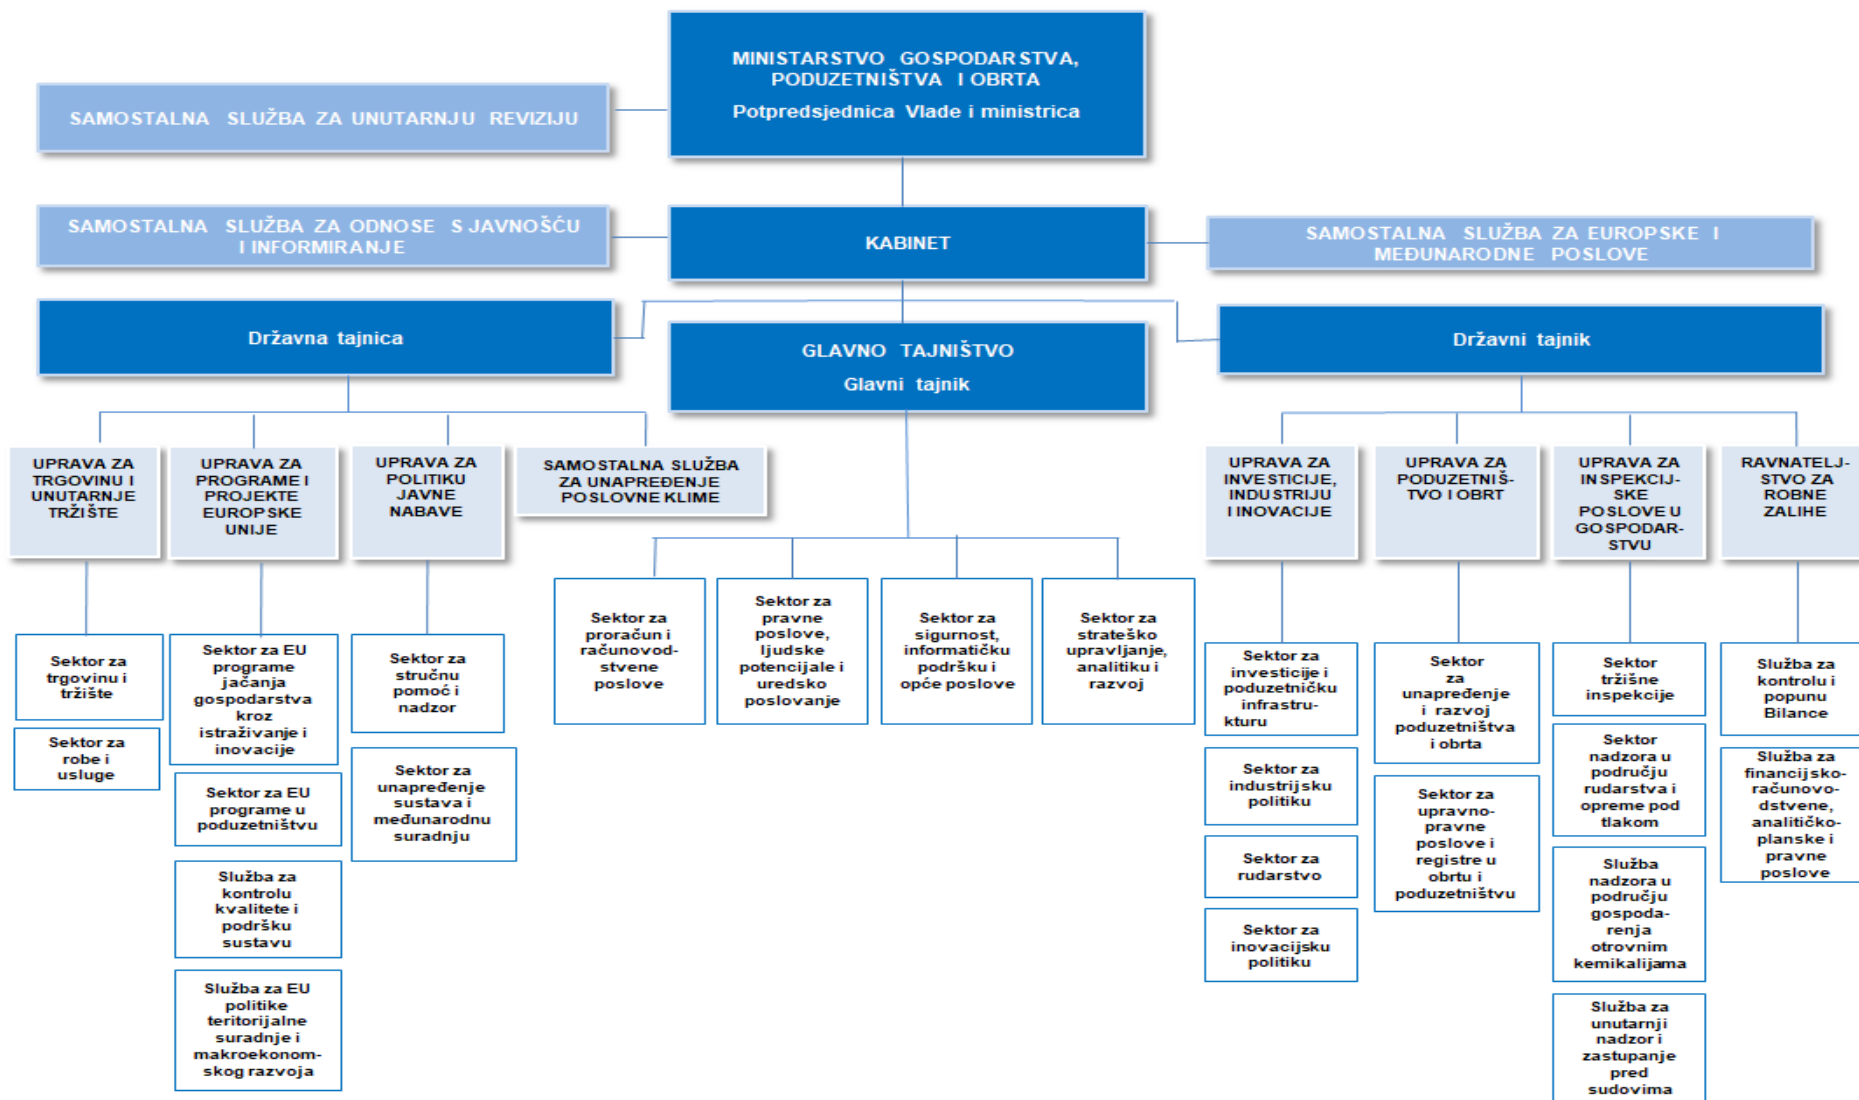 MINISTARSTVO GOSPODARSTVA,
PODUZETNIŠTVA I OBRTA
Potpredsjednica Vlade i ministrica
SAMOSTALNA SLUŽBA ZA UNUTARNJU REVIZIJU
SAMOSTALNA SLUŽBA ZA ODNOSE S JAVNOŠĆU
I INFORMIRANJE
KABINET
SAMOSTALNA SLUŽBA ZA EUROPSKE I
MEĐUNARODNE POSLOVE
Državna tajnica
GLAVNO TAJNIŠTVO
Glavni tajnik
Državni tajnik
UPRAVA ZA
TRGOVINU I
UNUTARNJE
TRŽIŠTE
UPRAVA ZA
PROGRAME I
PROJEKTE
EUROPSKE
UNIJE
UPRAVA ZA
POLITIKU
JAVNE
NABAVE
SAMOSTALNA SLUŽBA
ZA UNAPREĐENJE
POSLOVNE KLIME
UPRAVA ZA
INVESTICIJE,
INDUSTRIJU
I INOVACIJE
UPRAVA ZA
PODUZETNIŠ-
TVO I OBRT
UPRAVA ZA
INSPEKCIJ-
SKE
POSLOVE U
GOSPODAR-
STVU
RAVNATELJ-
STVO ZA
ROBNE
ZALIHE
Sektor za
trgovinu i
tržište
Sektor za
robe i
usluge
Sektor za EU
programe
jačanja
gospodarstva
kroz
istraživanje i
inovacije
Sektor za EU
programe u
poduzetništvu
Služba za
kontrolu
kvalitete i
podršku
sustavu
Služba za EU
politike
teritorijalne
suradnje i
makroekonom-
skog razvoja
Sektor za
stručnu
pomoć i
nadzor
Sektor za
unapređenje
sustava i
međunarodnu
suradnju
Sektor za
proračun i
računovod-
stvene
poslove
Sektor za
pravne
poslove,
ljudske
potencijale i
uredsko
poslovanje
Sektor za
sigurnost,
informatičku
podršku i
opće poslove
Sektor za
strateško
upravljanje,
analitiku i
razvoj
Sektor za
investicije i
poduzetničku
infrastru-
kturu
Sektor za
industrijsku
politiku
Sektor za
rudarstvo
Sektor za
inovacijsku
politiku
Sektor
za
unapređenje
i razvoj
poduzetništva
i obrta
Sektor za
upravno-
pravne
poslove i
registre u
obrtu i
poduzetništvu
Sektor
tržišne
inspekcije
Sektor
nadzora u
području
rudarstva i
opreme pod
tlakom
Služba
nadzora u
području
gospoda-
renja
otrovnim
kemikalijama
Služba za
unutarnji
nadzor i
zastupanje
pred
sudovima
Služba za
kontrolu i
popunu
Bilance
Služba za
financijsko-
računovo-
dstvene,
analitičko-
planske i
pravne
poslove